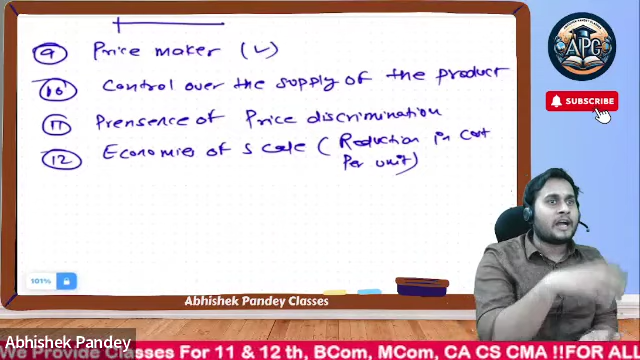 9 Price maker (L)
10 Control over the supply of the product
11 Prensence of Price discrimination
12 Economies of Scale (Reduction in cost
Per unit)
APG
SUBSCRIBE
101%
Abhishek Pandey Classes
Abhishek Pandey
We Provide Classes For 11 & 12 th, BCom, MCom, CA CS CMA !!FOR ALL